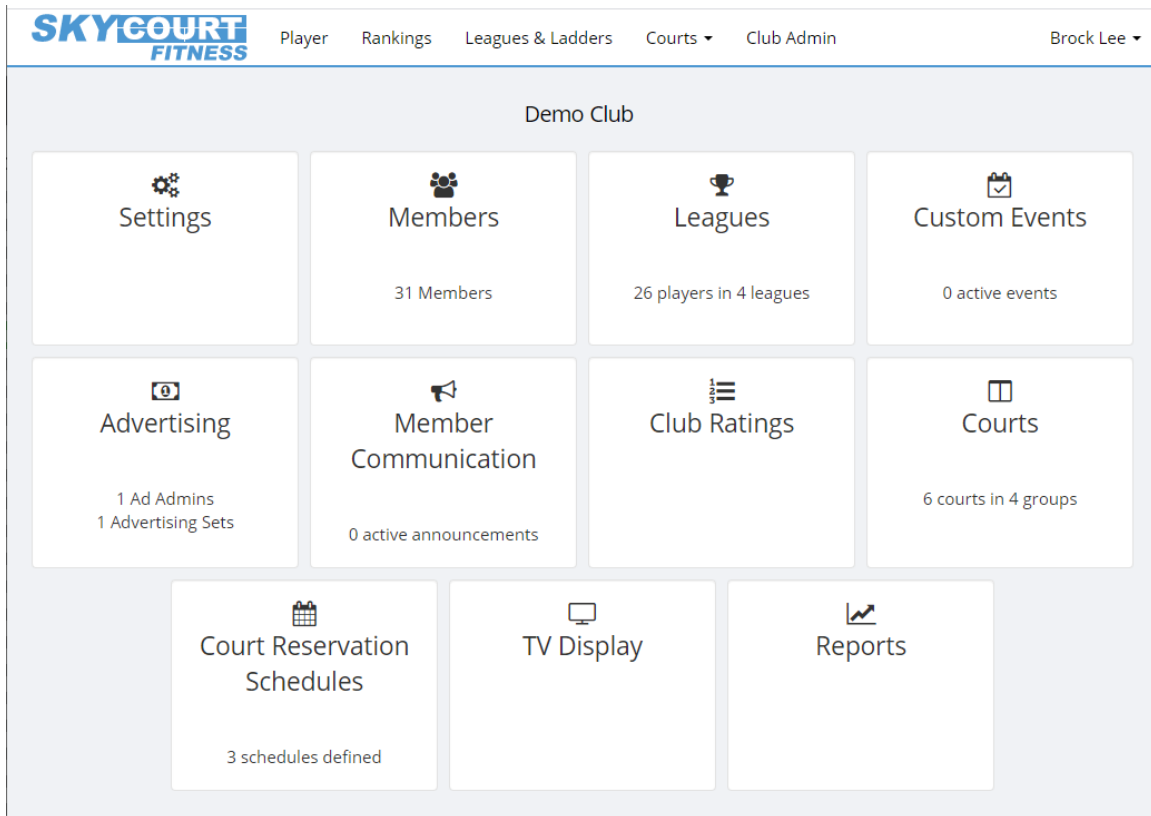 SKYCOURT
FITNESS
Player Rankings Leagues & Ladders Courts Club Admin Brock Lee
Demo Club
Settings
Members
31 Members
Leagues
26 players in 4 leagues
Custom Events
0 active events
Advertising
1 Ad Admins
1 Advertising Sets
Member
Communication
0 active announcements
1
2
3
Club Ratings
Courts
6 courts in 4 groups
Court Reservation
Schedules
3 schedules defined
TV Display
Reports